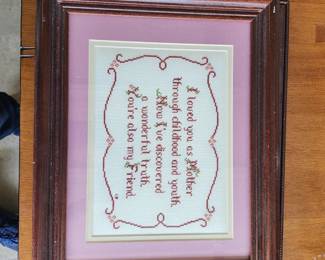 I loved you as Mother
through childhood and youth.
Now I've discovered
a wonderful truth.
You're also my Friend.